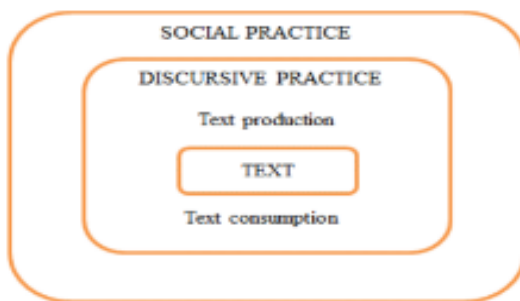 SOCIAL PRACTICE
DISCURSIVE PRACTICE
Text production
TEXT
Text consumption